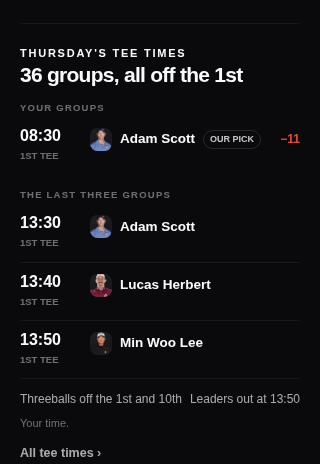 THURSDAY'S TEE TIMES
36 groups, all off the 1st
YOUR GROUPS
08:30 Adam Scott OUR PICK −11
1ST TEE
THE LAST THREE GROUPS
13:30 Adam Scott
1ST TEE
13:40 Lucas Herbert
1ST TEE
13:50 Min Woo Lee
1ST TEE
Threeballs off the 1st and 10th Leaders out at 13:50
Your time.
All tee times ›